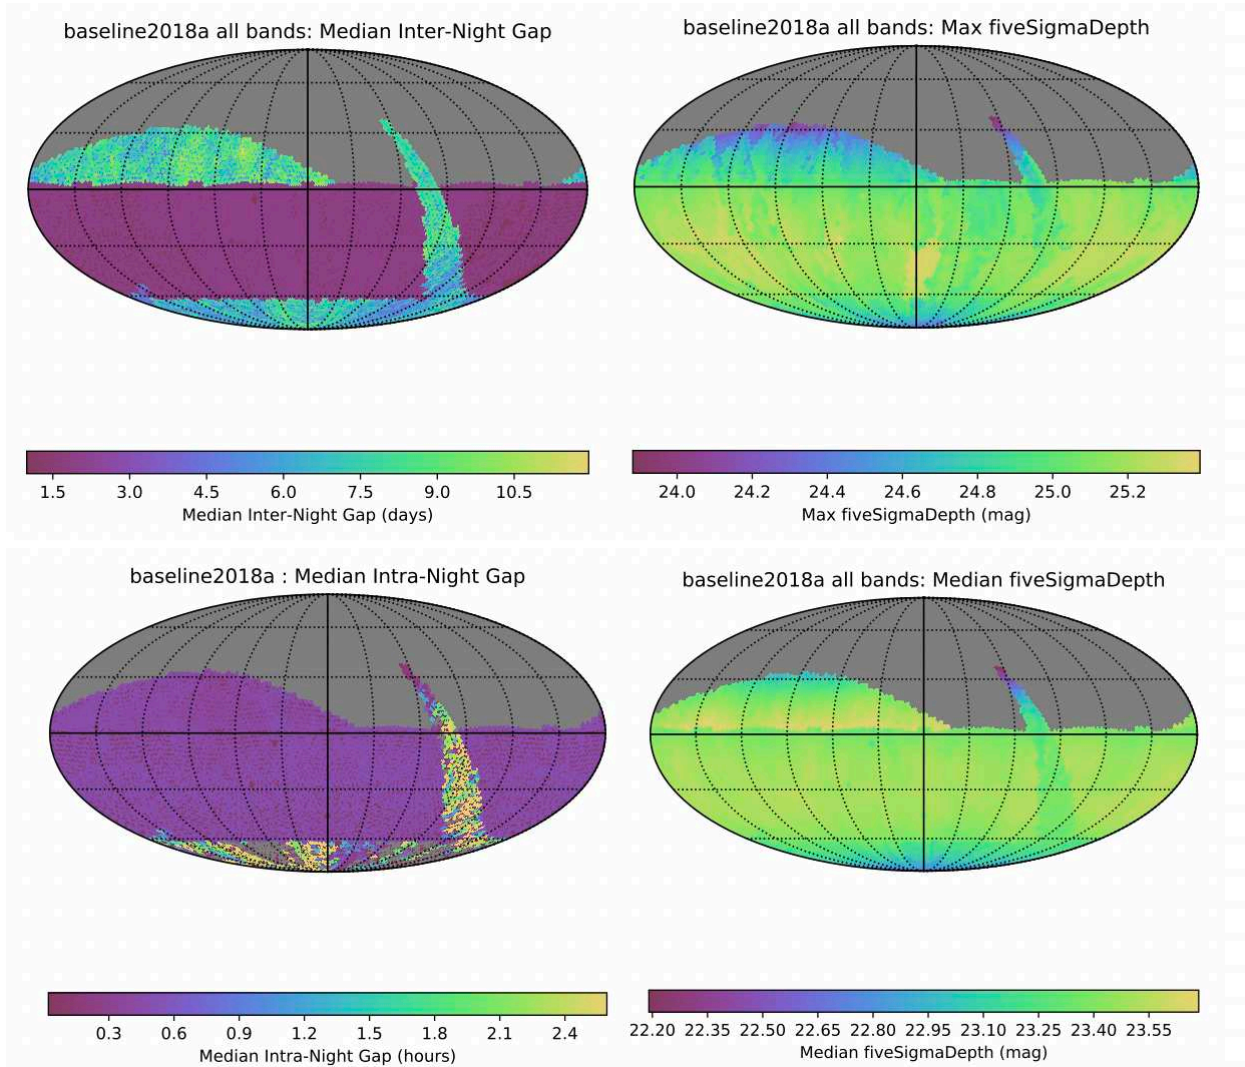 baseline2018a all bands: Median Inter-Night Gap
1.5 3.0 4.5 6.0 7.5 9.0 10.5
Median Inter-Night Gap (days)
baseline2018a all bands: Max fiveSigmaDepth
24.0 24.2 24.4 24.6 24.8 25.0 25.2
Max fiveSigmaDepth (mag)
baseline2018a : Median Intra-Night Gap
0.3 0.6 0.9 1.2 1.5 1.8 2.1 2.4
Median Intra-Night Gap (hours)
baseline2018a all bands: Median fiveSigmaDepth
22.20 22.35 22.50 22.65 22.80 22.95 23.10 23.25 23.40 23.55
Median fiveSigmaDepth (mag)